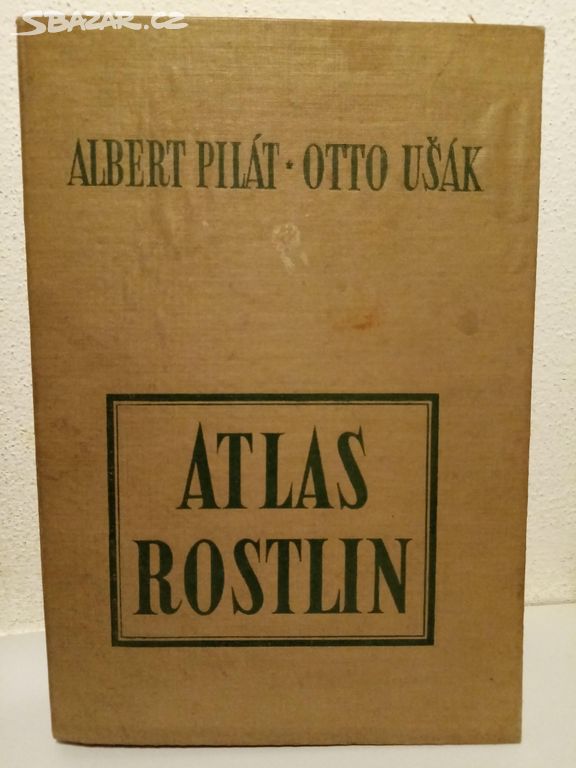 SBAZAR.CZ
ALBERT PILÁT * OTTO UŠÁK
ATLAS
ROSTLIN